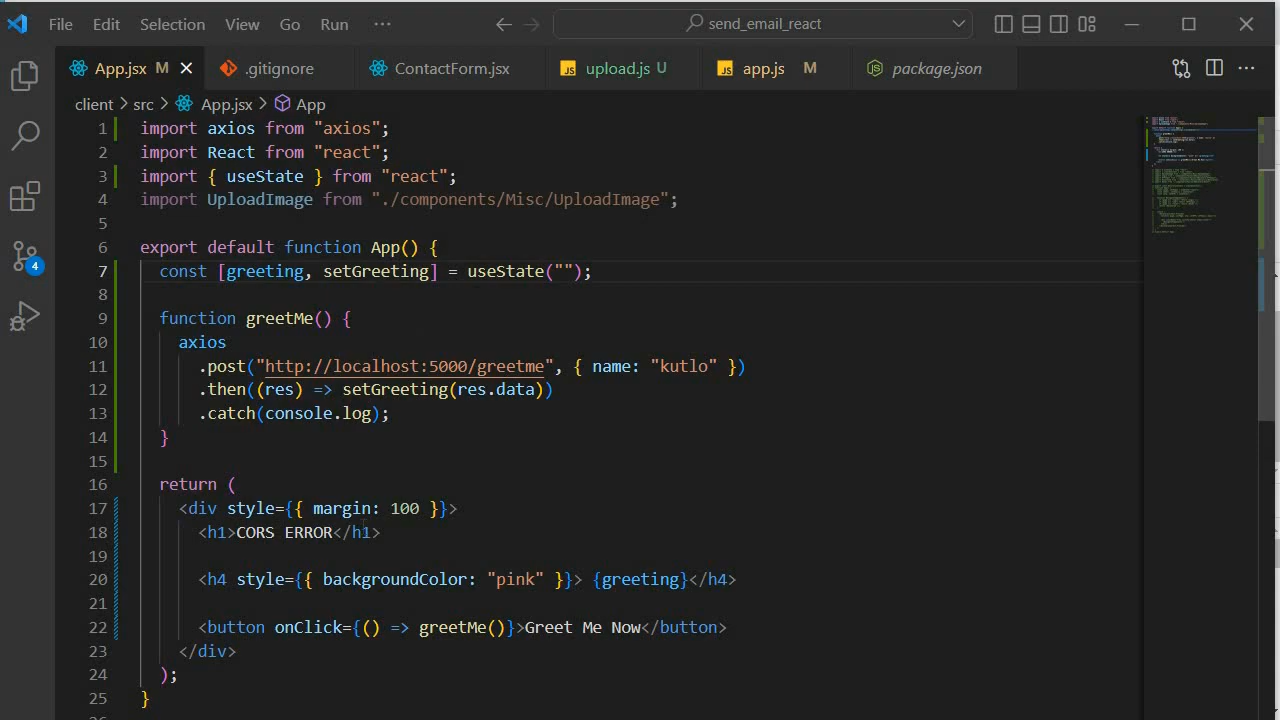 File Edit Selection View Go Run ··· send_email_react
App.jsx M .gitignore ContactForm.jsx upload.js U app.js M package.json
client > src > App.jsx > App
1 import axios from "axios";
2 import React from "react";
3 import { useState } from "react";
4 import UploadImage from "./components/Misc/UploadImage";
5
6 export default function App() {
7 const [greeting, setGreeting] = useState("");
8
9 function greetMe() {
10 axios
11 .post("http://localhost:5000/greetme", { name: "kutlo" })
12 .then((res) => setGreeting(res.data))
13 .catch(console.log);
14 }
15
16 return (
17 <div style={{ margin: 100 }}>
18 <h1>CORS ERROR</h1>
19
20 <h4 style={{ backgroundColor: "pink" }}> {greeting}</h4>
21
22 <button onClick={() => greetMe()}>Greet Me Now</button>
23 </div>
24 );
25 }
4